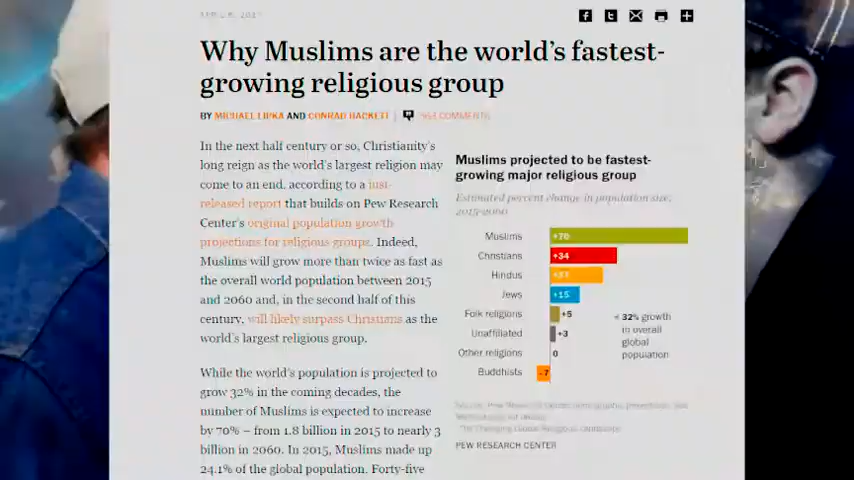 Why Muslims are the world's fastest-
growing religious group
BY MICHAEL LIPKA AND CONRAD HACKETT
COMMENTS
In the next half century or so, Christianity's
long reign as the world's largest religion may
come to an end, according to a just-
released report that builds on Pew Research
Center's original population growth
projections for religious groups. Indeed,
Muslims will grow more than twice as fast as
the overall world population between 2015
and 2060 and, in the second half of this
century, will likely surpass Christians as the
world's largest religious group.
While the world's population is projected to
grow 32% in the coming decades, the
number of Muslims is expected to increase
by 70% – from 1.8 billion in 2015 to nearly 3
billion in 2060. In 2015, Muslims made up
24.1% of the global population. Forty-five
Muslims projected to be fastest-
growing major religious group
Estimated percent change in population size,
2015-2060
Muslims +70
Christians +34
Hindus
Jews +15
Folk religions +5
Unaffiliated +3
Other religions 0
Buddhists -7
32% growth
in overall
global
population
PEW RESEARCH CENTER